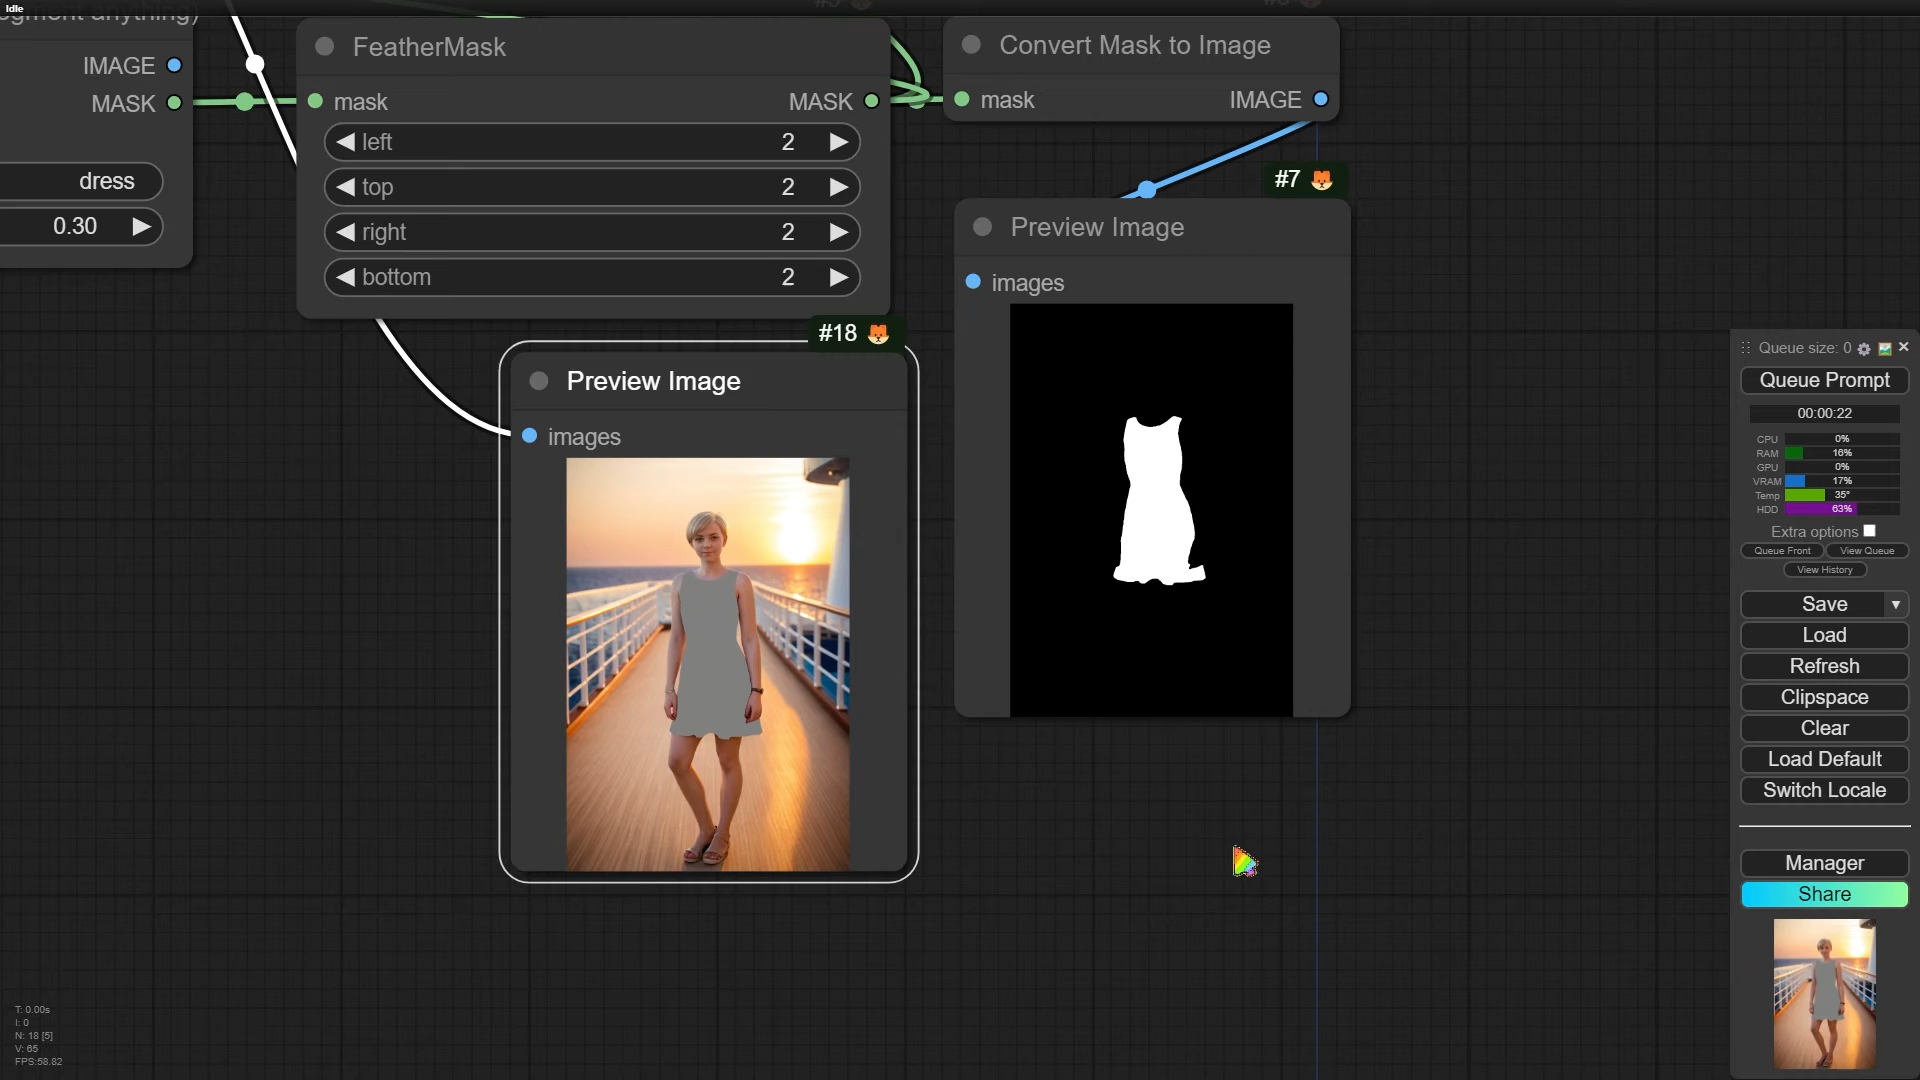 Idle
egment anything)
IMAGE
MASK
dress
0.30
FeatherMask
mask MASK
left 2
top 2
right 2
bottom 2
Convert Mask to Image
mask IMAGE
#7
Preview Image
images
#18
Preview Image
images
Queue size: 0
Queue Prompt
00:00:22
CPU 0%
RAM 16%
GPU 0%
VRAM 17%
Temp 35°
HDD 63%
Extra options
Queue Front View Queue
View History
Save
Load
Refresh
Clipspace
Clear
Load Default
Switch Locale
Manager
Share
T: 0.00s
I: 0
N: 18 [5]
V: 65
FPS:58.82